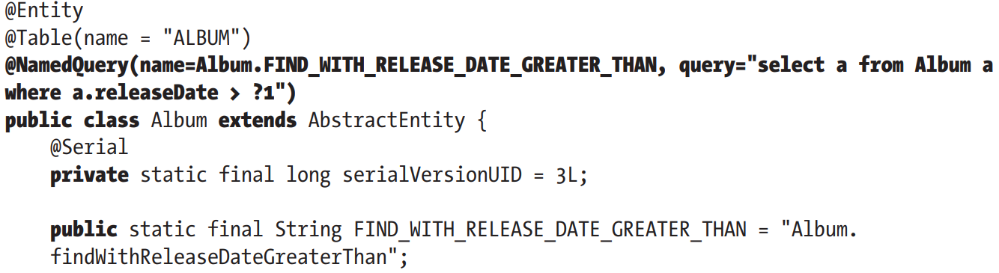 @Entity
@Table(name = "ALBUM")
@NamedQuery(name=Album.FIND_WITH_RELEASE_DATE_GREATER_THAN, query="select a from Album a
where a.releaseDate > ?1")
public class Album extends AbstractEntity {
    @Serial
    private static final long serialVersionUID = 3L;

    public static final String FIND_WITH_RELEASE_DATE_GREATER_THAN = "Album.
    findWithReleaseDateGreaterThan";